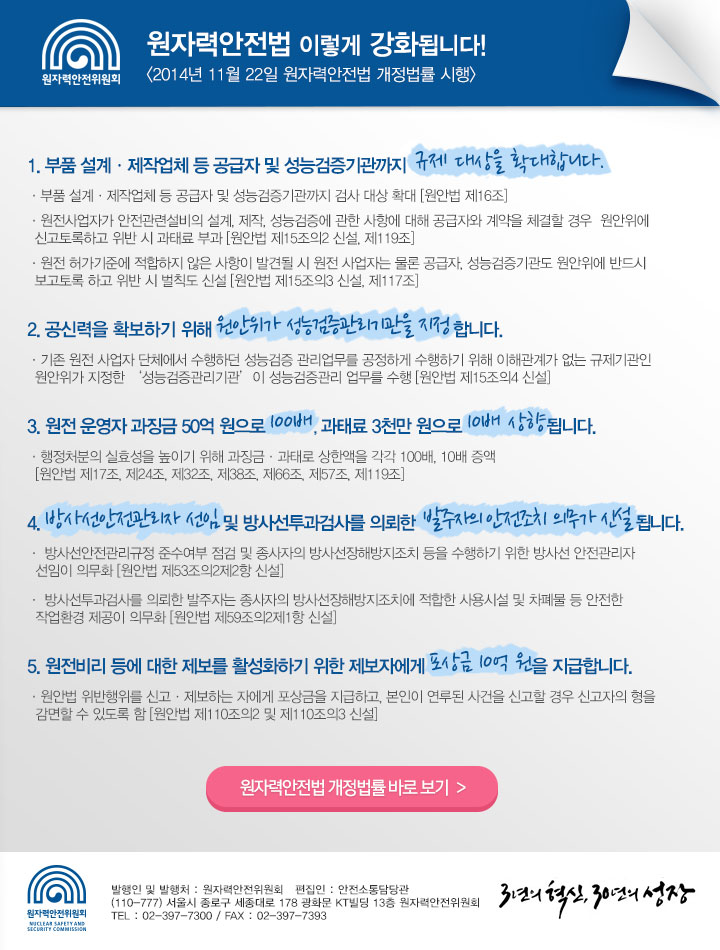 원자력안전위원회
원자력안전법 이렇게 강화됩니다!
<2014년 11월 22일 원자력안전법 개정법률 시행>
1. 부품 설계 · 제작업체 등 공급자 및 성능검증기관까지 규제 대상을 확대합니다.
· 부품 설계 · 제작업체 등 공급자 및 성능검증기관까지 검사 대상 확대 [원안법 제16조]
· 원전사업자가 안전관련설비의 설계, 제작, 성능검증에 관한 사항에 대해 공급자와 계약을 체결할 경우 원안위에
신고토록하고 위반 시 과태료 부과 [원안법 제15조의2 신설, 제119조]
· 원전 허가기준에 적합하지 않은 사항이 발견될 시 원전 사업자는 물론 공급자, 성능검증기관도 원안위에 반드시
보고토록 하고 위반 시 벌칙도 신설 [원안법 제15조의3 신설, 제117조]
2. 공신력을 확보하기 위해 원안위가 성능검증관리기관을 지정 합니다.
· 기존 원전 사업자 단체에서 수행하던 성능검증 관리업무를 공정하게 수행하기 위해 이해관계가 없는 규제기관인
원안위가 지정한 ‘성능검증관리기관’이 성능검증관리 업무를 수행 [원안법 제15조의4 신설]
3. 원전 운영자 과징금 50억 원으로 100배, 과태료 3천만 원으로 10배 상향됩니다.
· 행정처분의 실효성을 높이기 위해 과징금 · 과태로 상한액을 각각 100배, 10배 증액
[원안법 제17조, 제24조, 제32조, 제38조, 제66조, 제57조, 제119조]
4. 방사선안전관리자 선임 및 방사선투과검사를 의뢰한 발주자의 안전조치 의무가 신설 됩니다.
· 방사선안전관리규정 준수여부 점검 및 종사자의 방사선장해방지조치 등을 수행하기 위한 방사선 안전관리자
선임이 의무화 [원안법 제53조의2제2항 신설]
· 방사선투과검사를 의뢰한 발주자는 종사자의 방사선장해방지조치에 적합한 사용시설 및 차폐물 등 안전한
작업환경 제공이 의무화 [원안법 제59조의2제1항 신설]
5. 원전비리 등에 대한 제보를 활성화하기 위한 제보자에게 포상금 10억 원을 지급합니다.
· 원안법 위반행위를 신고 · 제보하는 자에게 포상금을 지급하고, 본인이 연루된 사건을 신고할 경우 신고자의 형을
감면할 수 있도록 함 [원안법 제110조의2 및 제110조의3 신설]
원자력안전법 개정법률 바로 보기 >
원자력안전위원회
NUCLEAR SAFETY AND
SECURITY COMMISSION
발행인 및 발행처 : 원자력안전위원회 편집인 : 안전소통담당관
(110-777) 서울시 종로구 세종대로 178 광화문 KT빌딩 13층 원자력안전위원회
TEL : 02-397-7300 / FAX : 02-397-7393
3년의 혁신, 30년의 성장